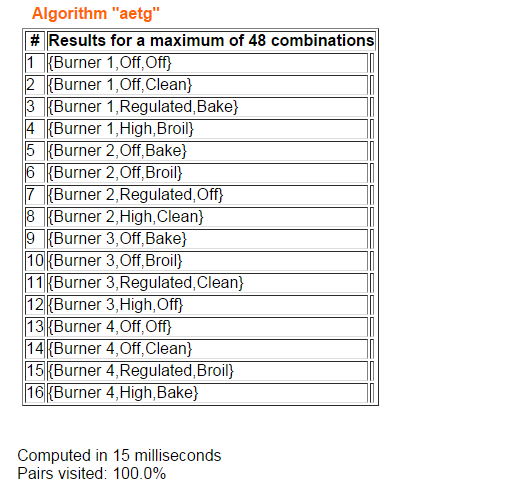 Algorithm "aetg"
# Results for a maximum of 48 combinations
1 {Burner 1,Off,Off}
2 {Burner 1,Off,Clean}
3 {Burner 1,Regulated,Bake}
4 {Burner 1,High,Broil}
5 {Burner 2,Off,Bake}
6 {Burner 2,Off,Broil}
7 {Burner 2,Regulated,Off}
8 {Burner 2,High,Clean}
9 {Burner 3,Off,Bake}
10 {Burner 3,Off,Broil}
11 {Burner 3,Regulated,Clean}
12 {Burner 3,High,Off}
13 {Burner 4,Off,Off}
14 {Burner 4,Off,Clean}
15 {Burner 4,Regulated,Broil}
16 {Burner 4,High,Bake}
Computed in 15 milliseconds
Pairs visited: 100.0%